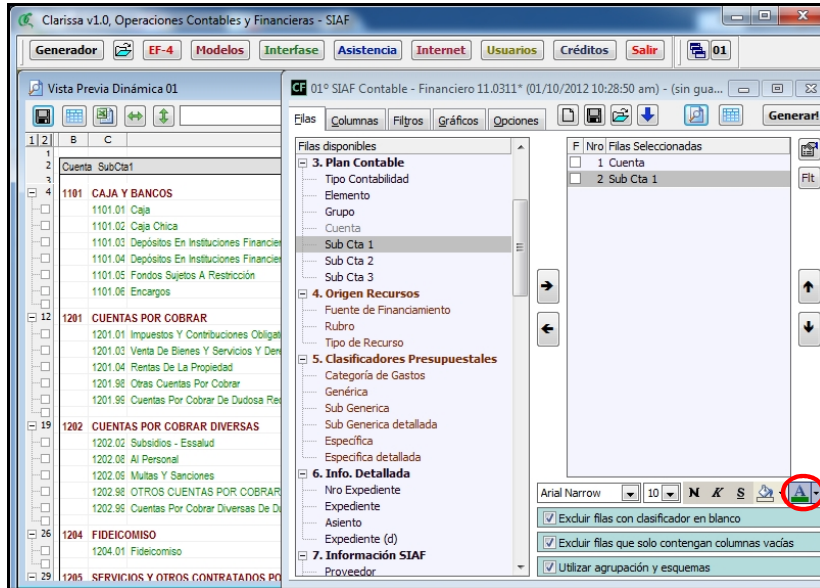 Clarissa v1.0, Operaciones Contables y Financieras - SIAF
Generador EF-4 Modelos Interfase Asistencia Internet Usuarios Créditos Salir 01
Vista Previa Dinámica 01
1 2 B C
1
2 Cuenta SubCta1
3
4 1101 CAJA Y BANCOS
1101.01 Caja
1101.02 Caja Chica
1101.03 Depósitos En Instituciones Financier
1101.04 Depósitos En Instituciones Financier
1101.05 Fondos Sujetos A Restricción
1101.06 Encargos
12 1201 CUENTAS POR COBRAR
1201.01 Impuestos Y Contribuciones Obligat
1201.03 Venta De Bienes Y Servicios Y Der
1201.04 Rentas De La Propiedad
1201.98 Otras Cuentas Por Cobrar
1201.99 Cuentas Por Cobrar De Dudosa Rec
19 1202 CUENTAS POR COBRAR DIVERSAS
1202.02 Subsidios - Essalud
1202.08 Al Personal
1202.09 Multas Y Sanciones
1202.98 OTROS CUENTAS POR COBRAR
1202.99 Cuentas Por Cobrar Diversas De Du
26 1204 FIDEICOMISO
1204.01 Fideicomiso
29 1205 SERVICIOS Y OTROS CONTRATADOS PO
CF 01º SIAF Contable - Financiero 11.0311* (01/10/2012 10:28:50 am) - (sin gua...
Filas Columnas Filtros Gráficos Opciones Generar!
Filas disponibles
3. Plan Contable
Tipo Contabilidad
Elemento
Grupo
Cuenta
Sub Cta 1
Sub Cta 2
Sub Cta 3
4. Origen Recursos
Fuente de Financiamiento
Rubro
Tipo de Recurso
5. Clasificadores Presupuestales
Categoría de Gastos
Genérica
Sub Generica
Sub Generica detallada
Específica
Especifica detallada
6. Info. Detallada
Nro Expediente
Expediente
Asiento
Expediente (d)
7. Información SIAF
Proveedor
F Nro Filas Seleccionadas
1 Cuenta
2 Sub Cta 1
Flt
Arial Narrow 10 N K S A
Excluir filas con clasificador en blanco
Excluir filas que solo contengan columnas vacías
Utilizar agrupación y esquemas